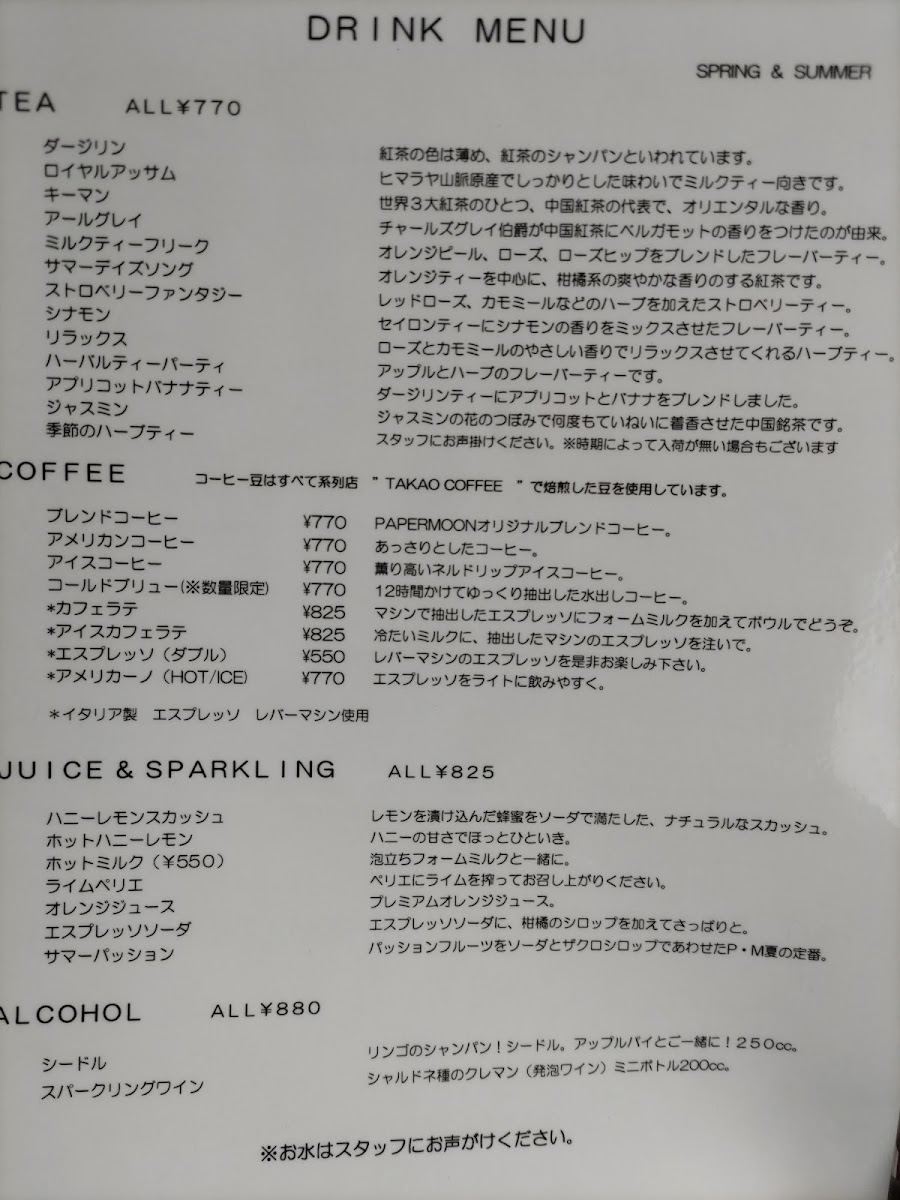 DRINK MENU
SPRING & SUMMER
TEA ALL¥770
ダージリン 紅茶の色は薄め、紅茶のシャンパンといわれています。
ロイヤルアッサム ヒマラヤ山脈原産でしっかりとした味わいでミルクティー向きです。
キーマン 世界3大紅茶のひとつ、中国紅茶の代表で、オリエンタルな香り。
アールグレイ チャールズグレイ伯爵が中国紅茶にベルガモットの香りをつけたのが由来。
ミルクティーフリーク オレンジピール、ローズ、ローズヒップをブレンドしたフレーバーティー。
サマーデイズソング オレンジティーを中心に、柑橘系の爽やかな香りのする紅茶です。
ストロベリーファンタジー レッドローズ、カモミールなどのハーブを加えたストロベリーティー。
シナモン セイロンティーにシナモンの香りをミックスさせたフレーバーティー。
リラックス ローズとカモミールのやさしい香りでリラックスさせてくれるハーブティー。
ハーバルティーパーティ アップルとハーブのフレーバーティーです。
アプリコットバナナティー ダージリンティーにアプリコットとバナナをブレンドしました。
ジャスミン ジャスミンの花のつぼみで何度もていねいに着香させた中国銘茶です。
季節のハーブティー スタッフにお声掛けください。※時期によって入荷が無い場合もございます
COFFEE コーヒー豆はすべて系列店 ”TAKAO COFFEE ”で焙煎した豆を使用しています。
ブレンドコーヒー ¥770 PAPERMOONオリジナルブレンドコーヒー。
アメリカンコーヒー ¥770 あっさりとしたコーヒー。
アイスコーヒー ¥770 薫り高いネルドリップアイスコーヒー。
コールドブリュー(※数量限定) ¥770 12時間かけてゆっくり抽出した水出しコーヒー。
*カフェラテ ¥825 マシンで抽出したエスプレッソにフォームミルクを加えてボウルでどうぞ。
*アイスカフェラテ ¥825 冷たいミルクに、抽出したマシンのエスプレッソを注いで。
*エスプレッソ（ダブル） ¥550 レバーマシンのエスプレッソを是非お楽しみ下さい。
*アメリカーノ（HOT/ICE) ¥770 エスプレッソをライトに飲みやすく。
＊イタリア製 エスプレッソ レバーマシン使用
JUICE & SPARKLING ALL¥825
ハニーレモンスカッシュ レモンを漬け込んだ蜂蜜をソーダで満たした、ナチュラルなスカッシュ。
ホットハニーレモン ハニーの甘さでほっとひといき。
ホットミルク（¥550） 泡立ちフォームミルクと一緒に。
ライムペリエ ペリエにライムを搾ってお召し上がりください。
オレンジジュース プレミアムオレンジジュース。
エスプレッソソーダ エスプレッソソーダに、柑橘のシロップを加えてさっぱりと。
サマーパッション パッションフルーツをソーダとザクロシロップであわせたP・M夏の定番。
ALCOHOL ALL¥880
シードル リンゴのシャンパン！シードル。アップルパイとご一緒に！250cc。
スパークリングワイン シャルドネ種のクレマン（発泡ワイン）ミニボトル200cc。
※お水はスタッフにお声がけください。